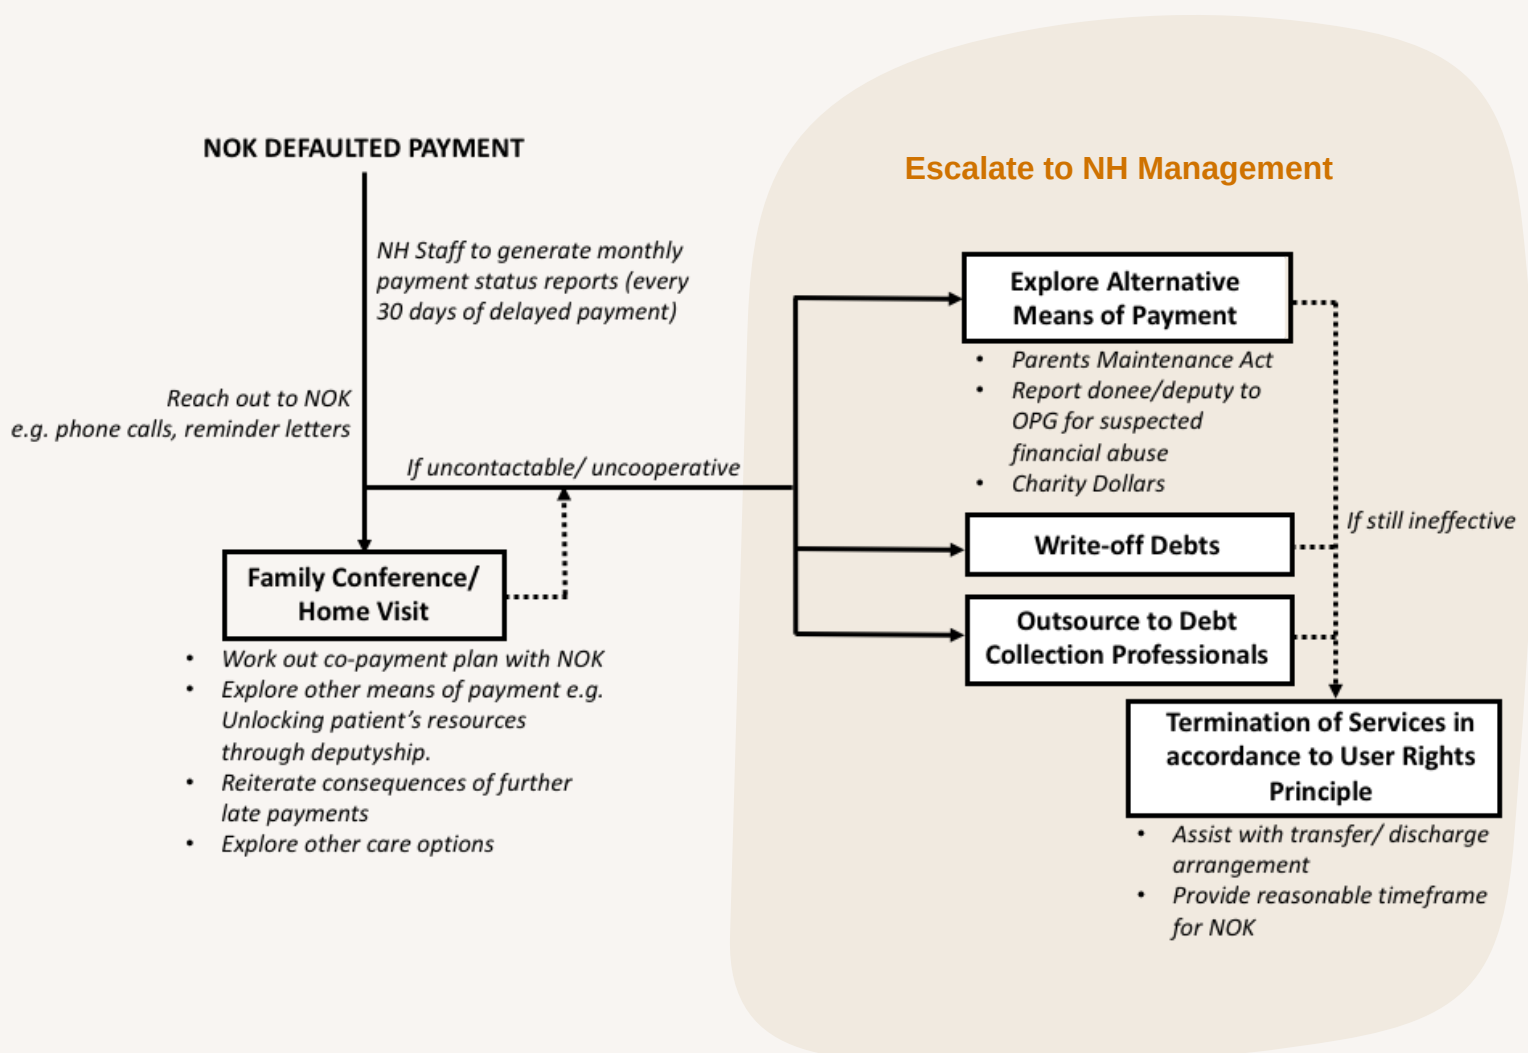 NOK DEFAULTED PAYMENT
NH Staff to generate monthly
payment status reports (every
30 days of delayed payment)
Reach out to NOK
e.g. phone calls, reminder letters
If uncontactable/ uncooperative
Family Conference/
Home Visit
• Work out co-payment plan with NOK
• Explore other means of payment e.g.
Unlocking patient’s resources
through deputyship.
• Reiterate consequences of further
late payments
• Explore other care options
Escalate to NH Management
Explore Alternative
Means of Payment
• Parents Maintenance Act
• Report donee/deputy to
OPG for suspected
financial abuse
• Charity Dollars
If still ineffective
Write-off Debts
Outsource to Debt
Collection Professionals
Termination of Services in
accordance to User Rights
Principle
• Assist with transfer/ discharge
arrangement
• Provide reasonable timeframe
for NOK